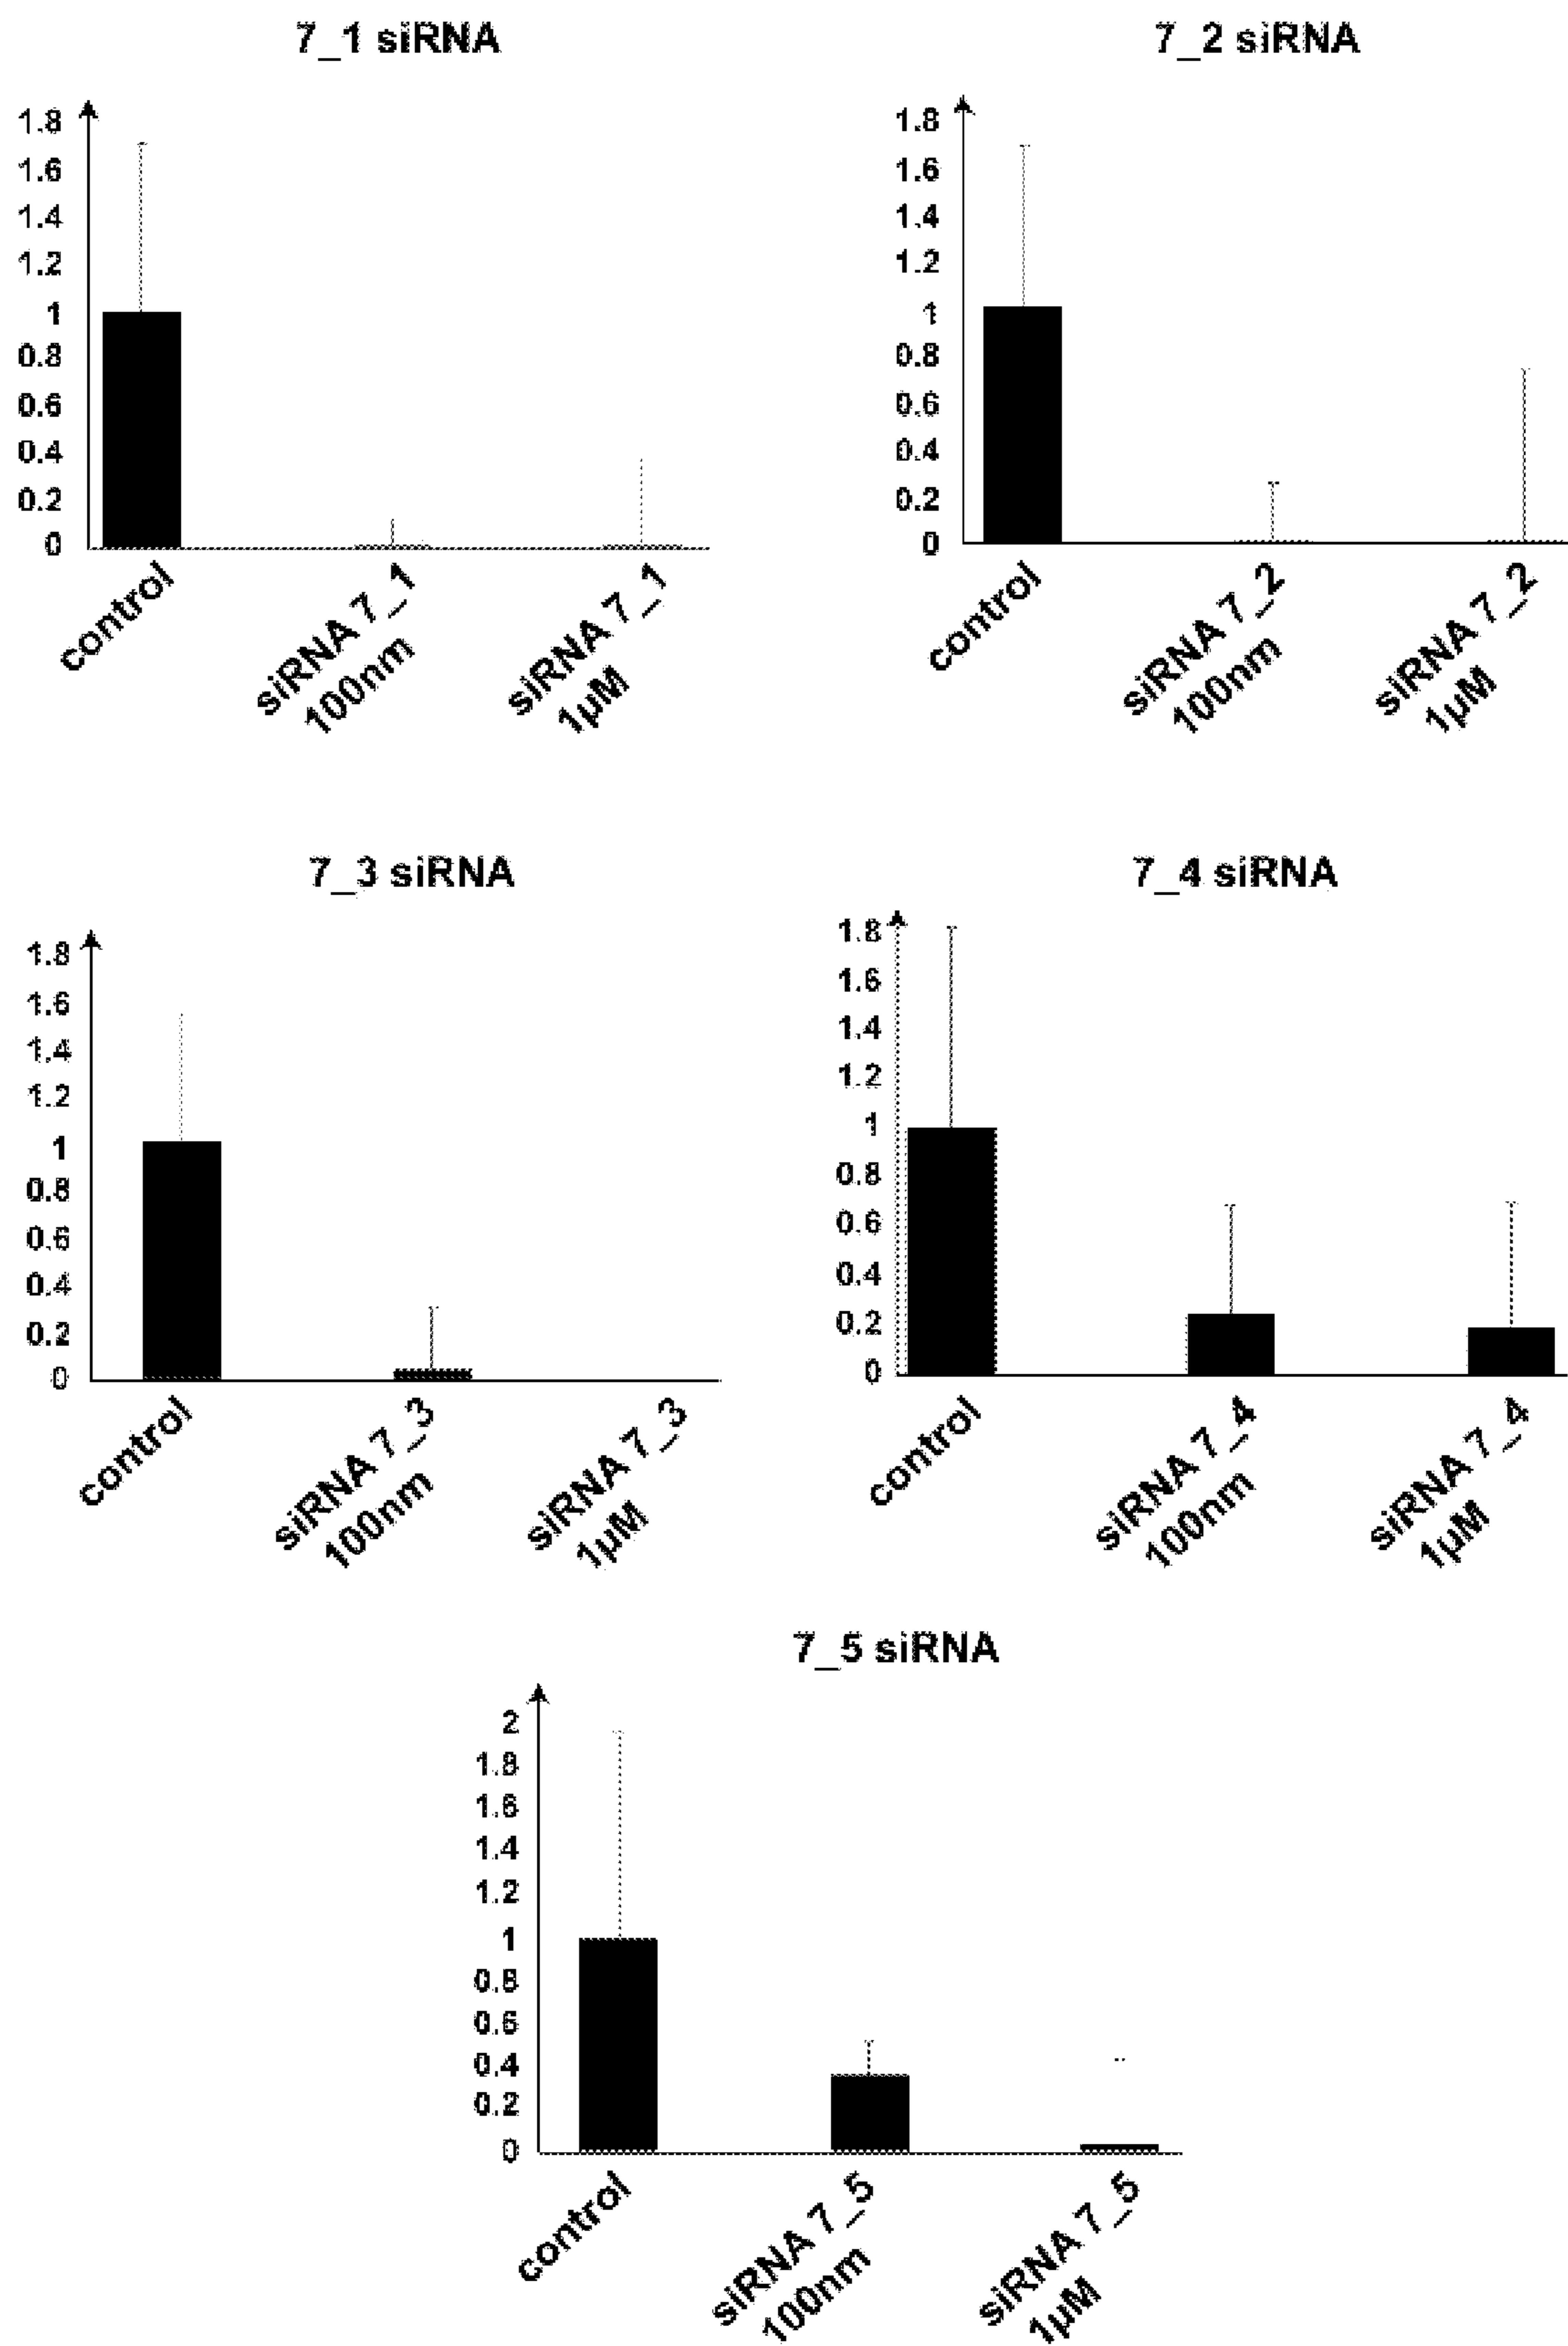 7_1 siRNA
1.8
1.6
1.4
1.2
1
0.8
0.6
0.4
0.2
0
control
siRNA 7_1
100nm
siRNA 7_1
1µM
7_2 siRNA
1.8
1.6
1.4
1.2
1
0.8
0.6
0.4
0.2
0
control
siRNA 7_2
100nm
siRNA 7_2
1µM
7_3 siRNA
1.8
1.6
1.4
1.2
1
0.8
0.6
0.4
0.2
0
control
siRNA 7_3
100nm
siRNA 7_3
1µM
7_4 siRNA
1.8
1.6
1.4
1.2
1
0.8
0.6
0.4
0.2
0
control
siRNA 7_4
100nm
siRNA 7_4
1µM
7_5 siRNA
2
1.8
1.6
1.4
1.2
1
0.8
0.6
0.4
0.2
0
control
siRNA 7_5
100nm
siRNA 7_5
1µM